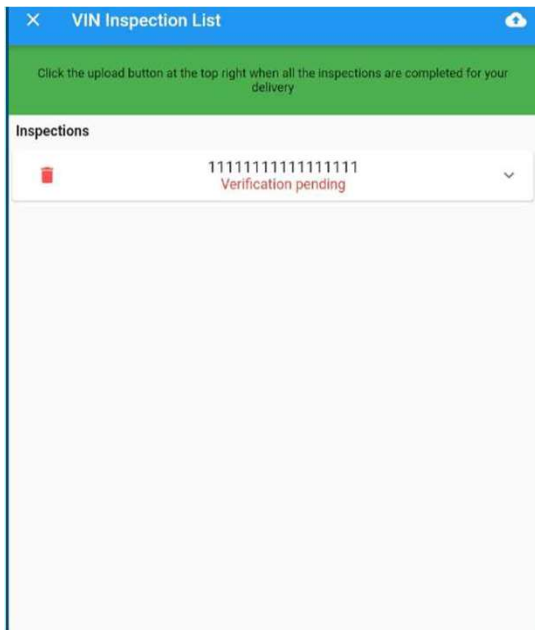 VIN Inspection List
Click the upload button at the top right when all the inspections are completed for your
delivery
Inspections
11111111111111111
Verification pending